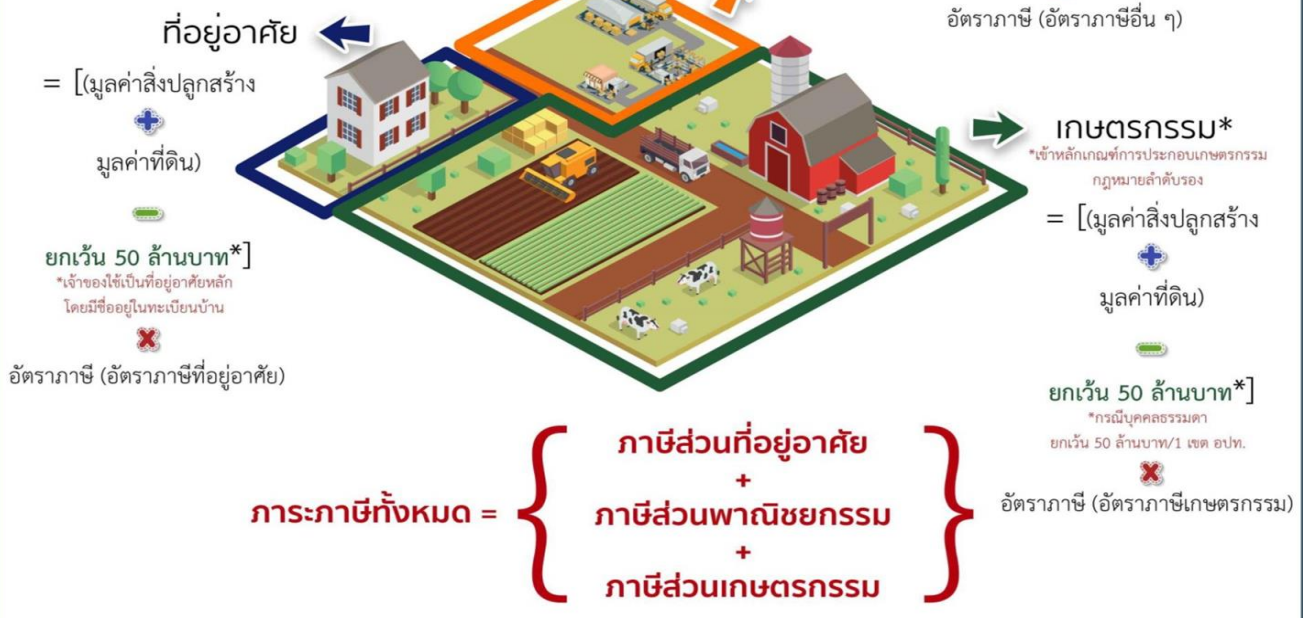 อัตราภาษี (อัตราภาษีอื่น ๆ)
ที่อยู่อาศัย
= [(มูลค่าสิ่งปลูกสร้าง
+
มูลค่าที่ดิน)
-
ยกเว้น 50 ล้านบาท*]
*เจ้าของใช้เป็นที่อยู่อาศัยหลัก
โดยมีชื่ออยู่ในทะเบียนบ้าน
x
อัตราภาษี (อัตราภาษีที่อยู่อาศัย)
เกษตรกรรม*
*เข้าหลักเกณฑ์การประกอบเกษตรกรรม
กฎหมายลำดับรอง
= [(มูลค่าสิ่งปลูกสร้าง
+
มูลค่าที่ดิน)
-
ยกเว้น 50 ล้านบาท*]
*กรณีบุคคลธรรมดา
ยกเว้น 50 ล้านบาท/1 เขต อปท.
x
อัตราภาษี (อัตราภาษีเกษตรกรรม)
ภาระภาษีทั้งหมด =
ภาษีส่วนที่อยู่อาศัย
+
ภาษีส่วนพาณิชยกรรม
+
ภาษีส่วนเกษตรกรรม